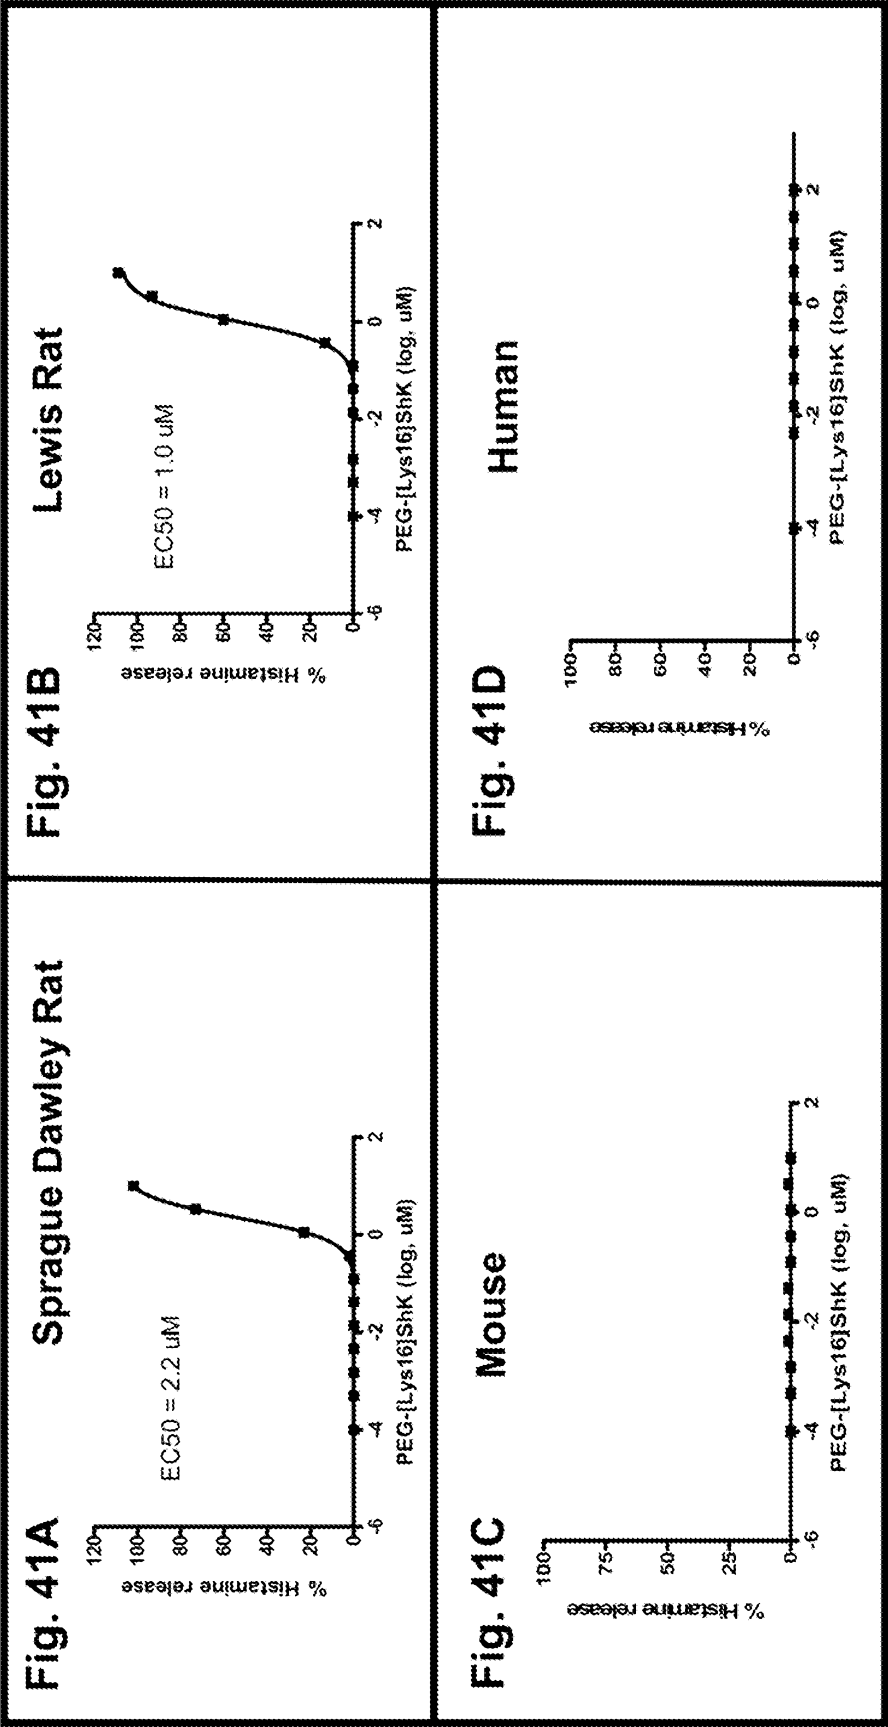 Fig. 41A
Sprague Dawley Rat
% Histamine release
120
100
80
60
40
20
0
EC50 = 2.2 uM
-6
-4
-2
0
2
PEG-[Lys16]ShK (log, uM)
Fig. 41B
Lewis Rat
% Histamine release
120
100
80
60
40
20
0
EC50 = 1.0 uM
-6
-4
-2
0
2
PEG-[Lys16]ShK (log, uM)
Fig. 41C
Mouse
% Histamine release
100
75
50
25
0
-6
-4
-2
0
2
PEG-[Lys16]ShK (log, uM)
Fig. 41D
Human
% Histamine release
100
80
60
40
20
0
-6
-4
-2
0
2
PEG-[Lys16]ShK (log, uM)